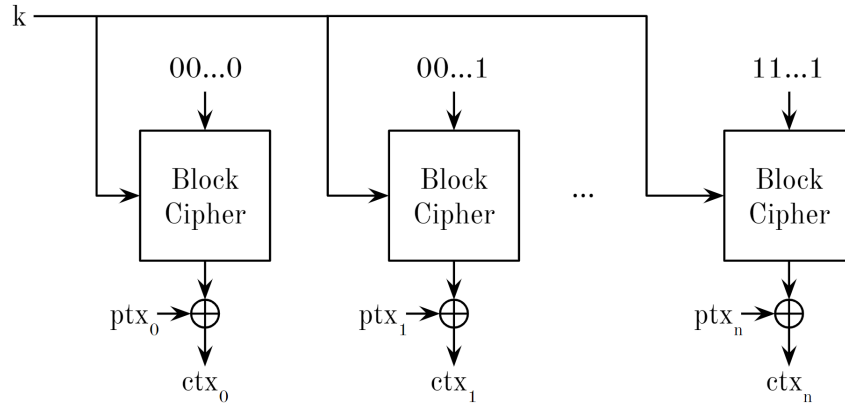 k
00...0 00...1 11...1
Block Block Block
Cipher Cipher ... Cipher
ptx₀ ptx₁ ptxₙ
ctx₀ ctx₁ ctxₙ